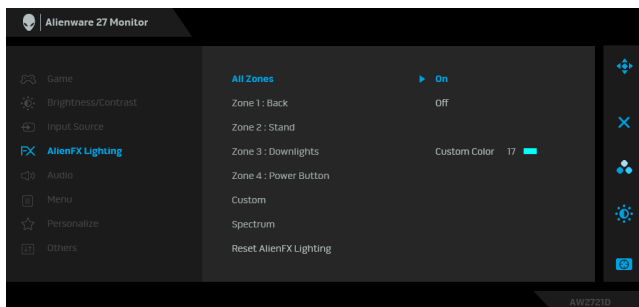 Alienware 27 Monitor
Game
Brightness/Contrast
Input Source
AlienFX Lighting
Audio
Menu
Personalize
Others
All Zones
On
Zone 1 : Back
Off
Zone 2 : Stand
Zone 3 : Downlights
Custom Color 17
Zone 4 : Power Button
Custom
Spectrum
Reset AlienFX Lighting
AW2721D